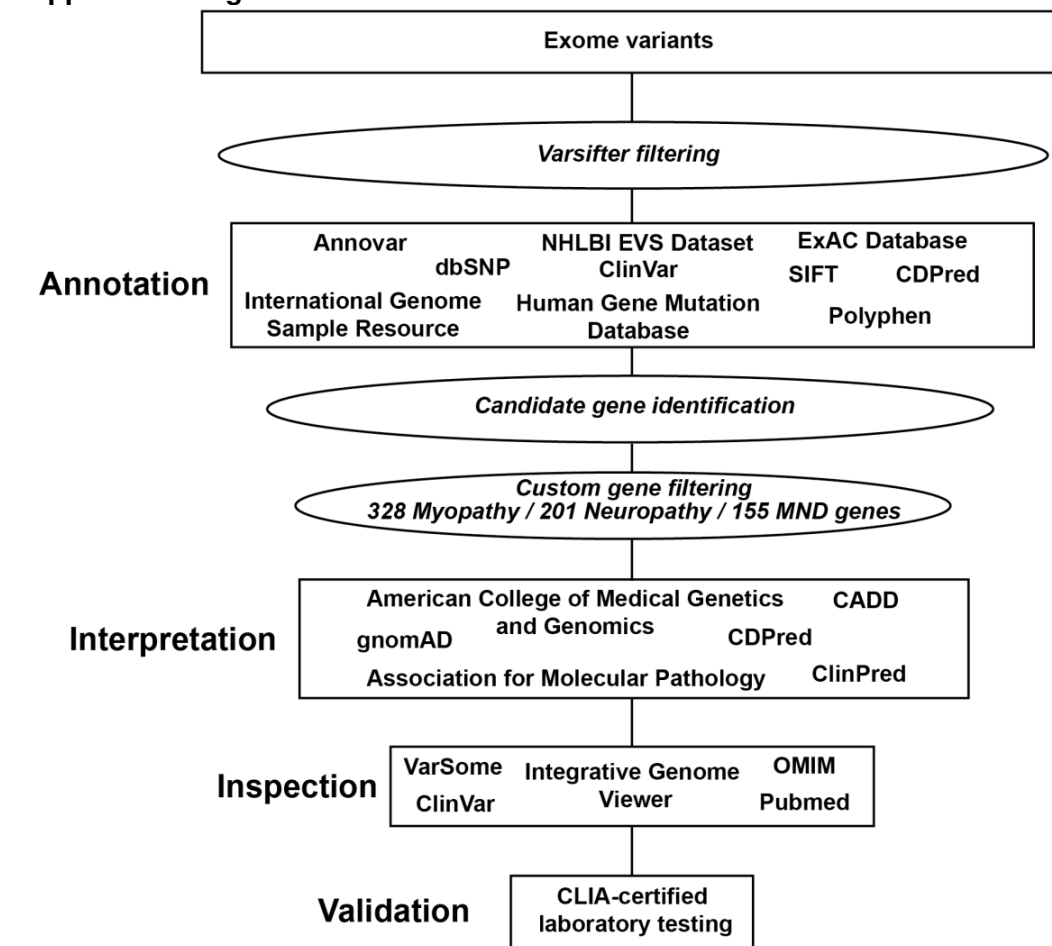 Exome variants
Varsifter filtering
Annotation
Annovar
dbSNP
NHLBI EVS Dataset
ClinVar
ExAC Database
SIFT
CDPred
International Genome
Sample Resource
Human Gene Mutation
Database
Polyphen
Candidate gene identification
Custom gene filtering
328 Myopathy / 201 Neuropathy / 155 MND genes
Interpretation
American College of Medical Genetics
and Genomics
CADD
gnomAD
CDPred
Association for Molecular Pathology
ClinPred
Inspection
VarSome
ClinVar
Integrative Genome
Viewer
OMIM
Pubmed
Validation
CLIA-certified
laboratory testing